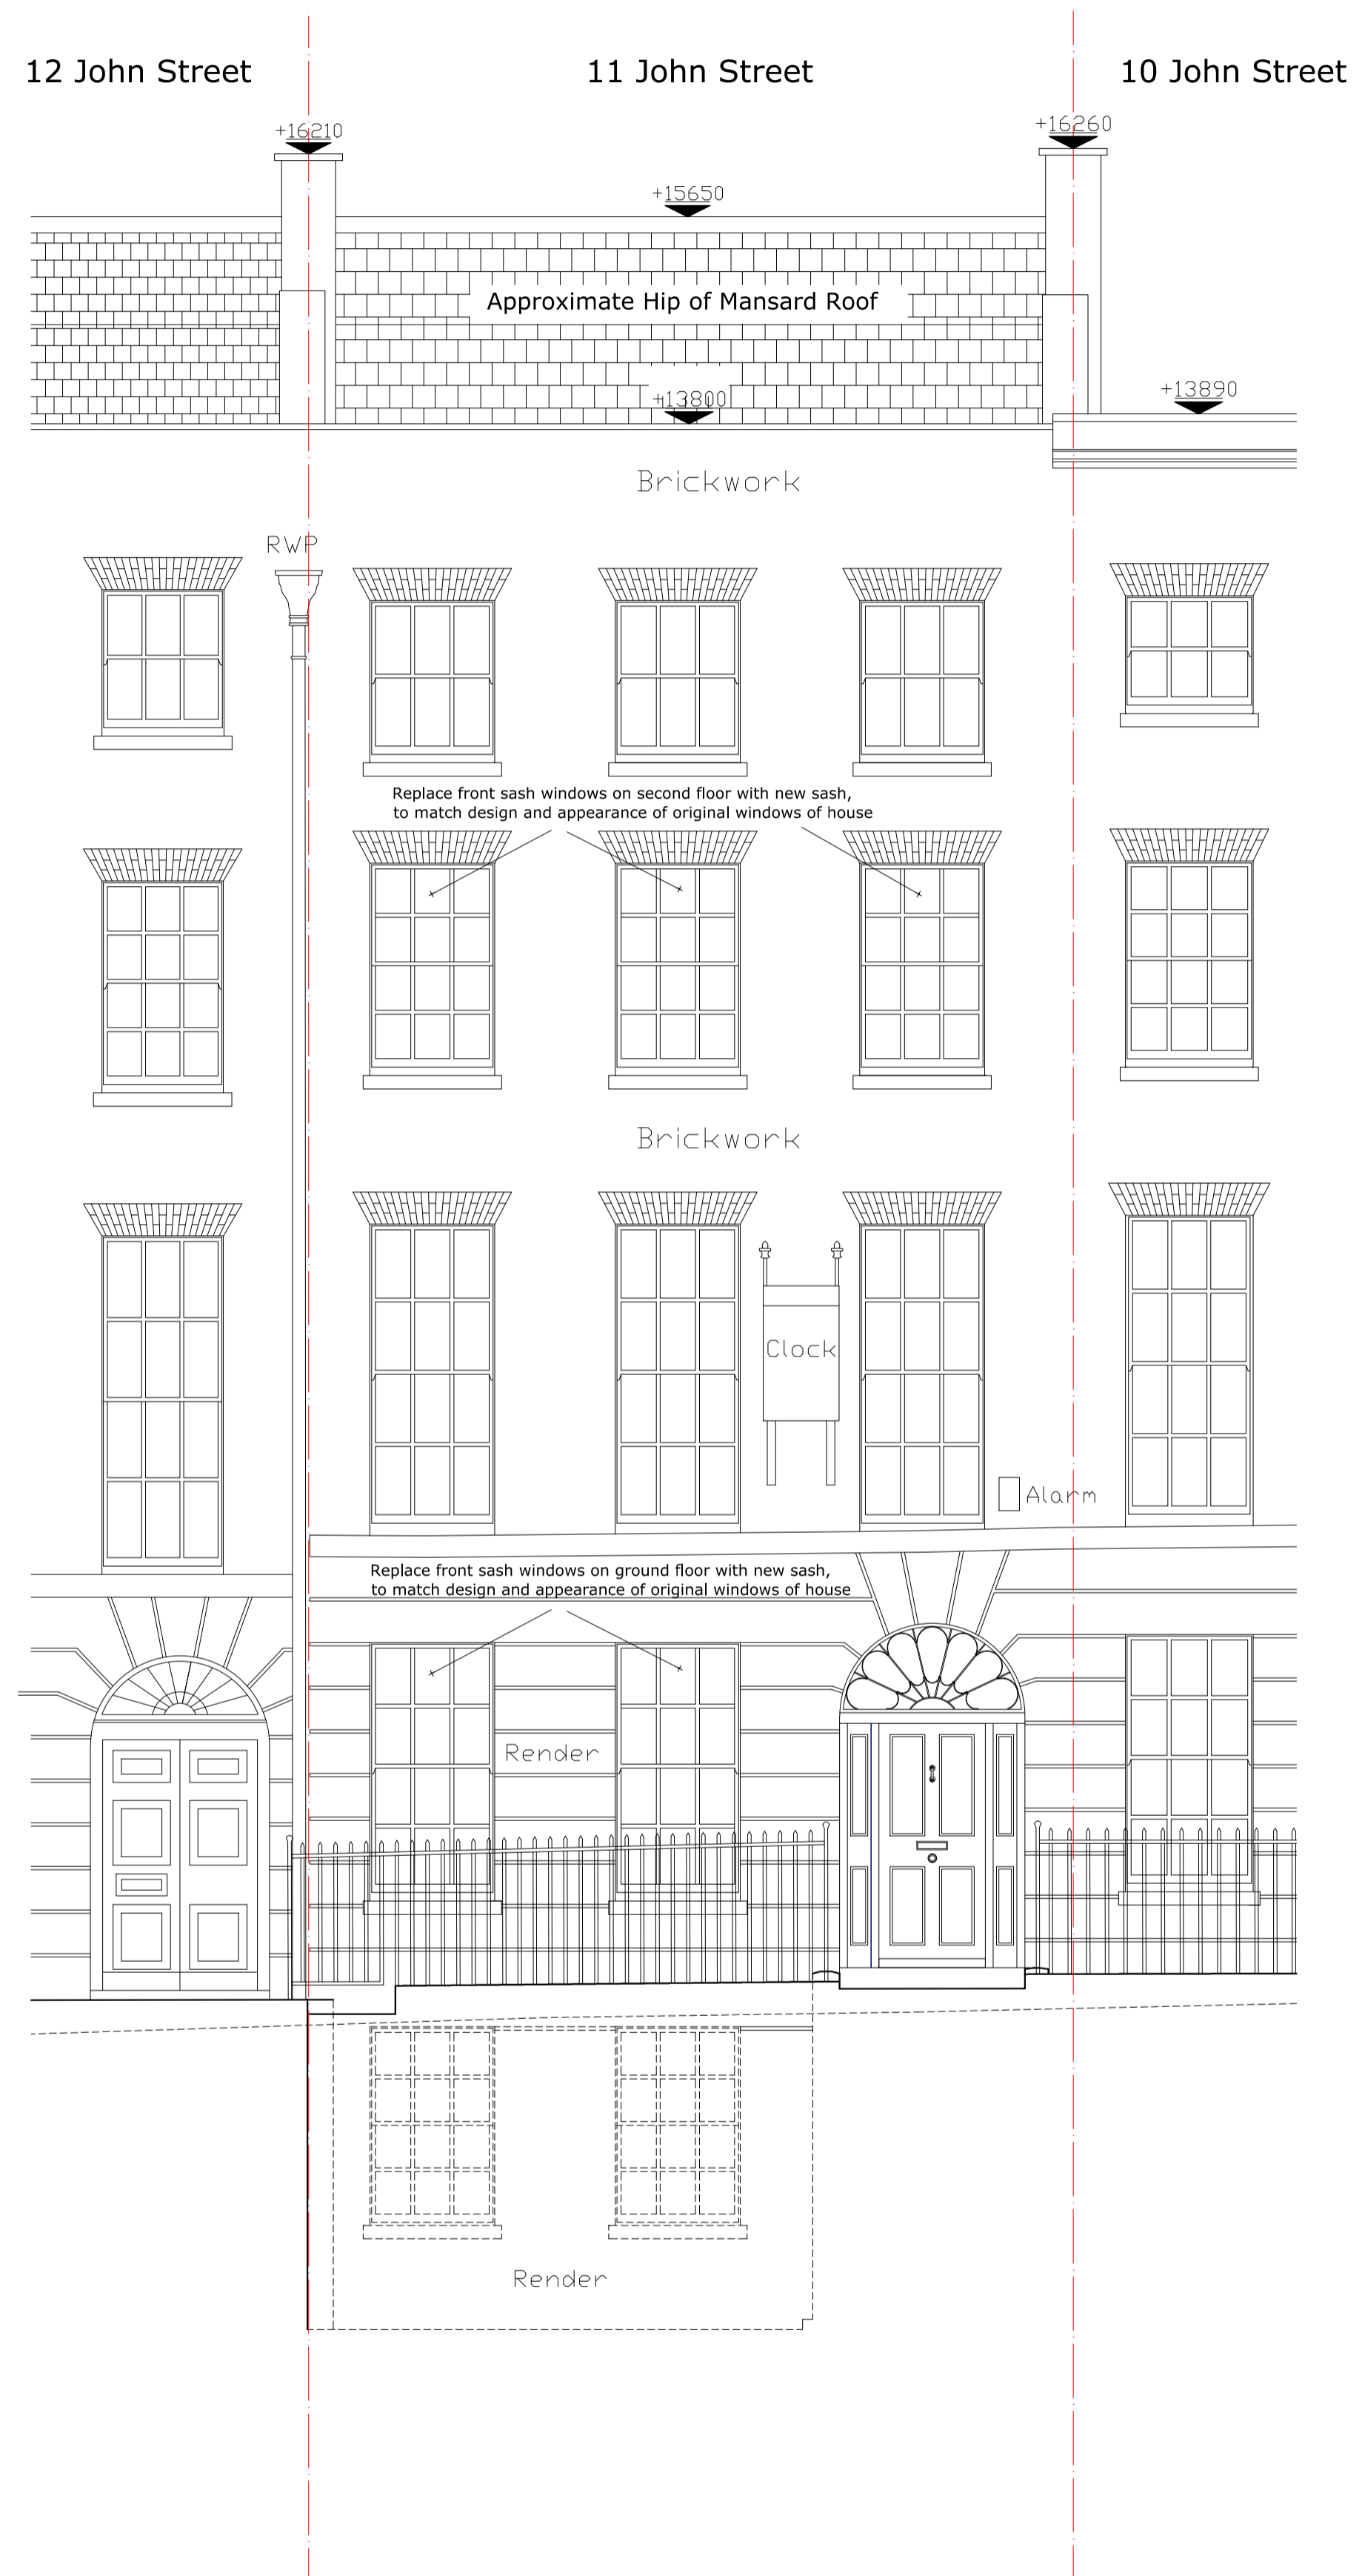 12 John Street
11 John Street
10 John Street
+16210
+16260
+15650
Approximate Hip of Mansard Roof
+13800
+13890
Brickwork
RWP
Replace front sash windows on second floor with new sash,
to match design and appearance of original windows of house
Brickwork
Clock
Alarm
Replace front sash windows on ground floor with new sash,
to match design and appearance of original windows of house
Render
Render